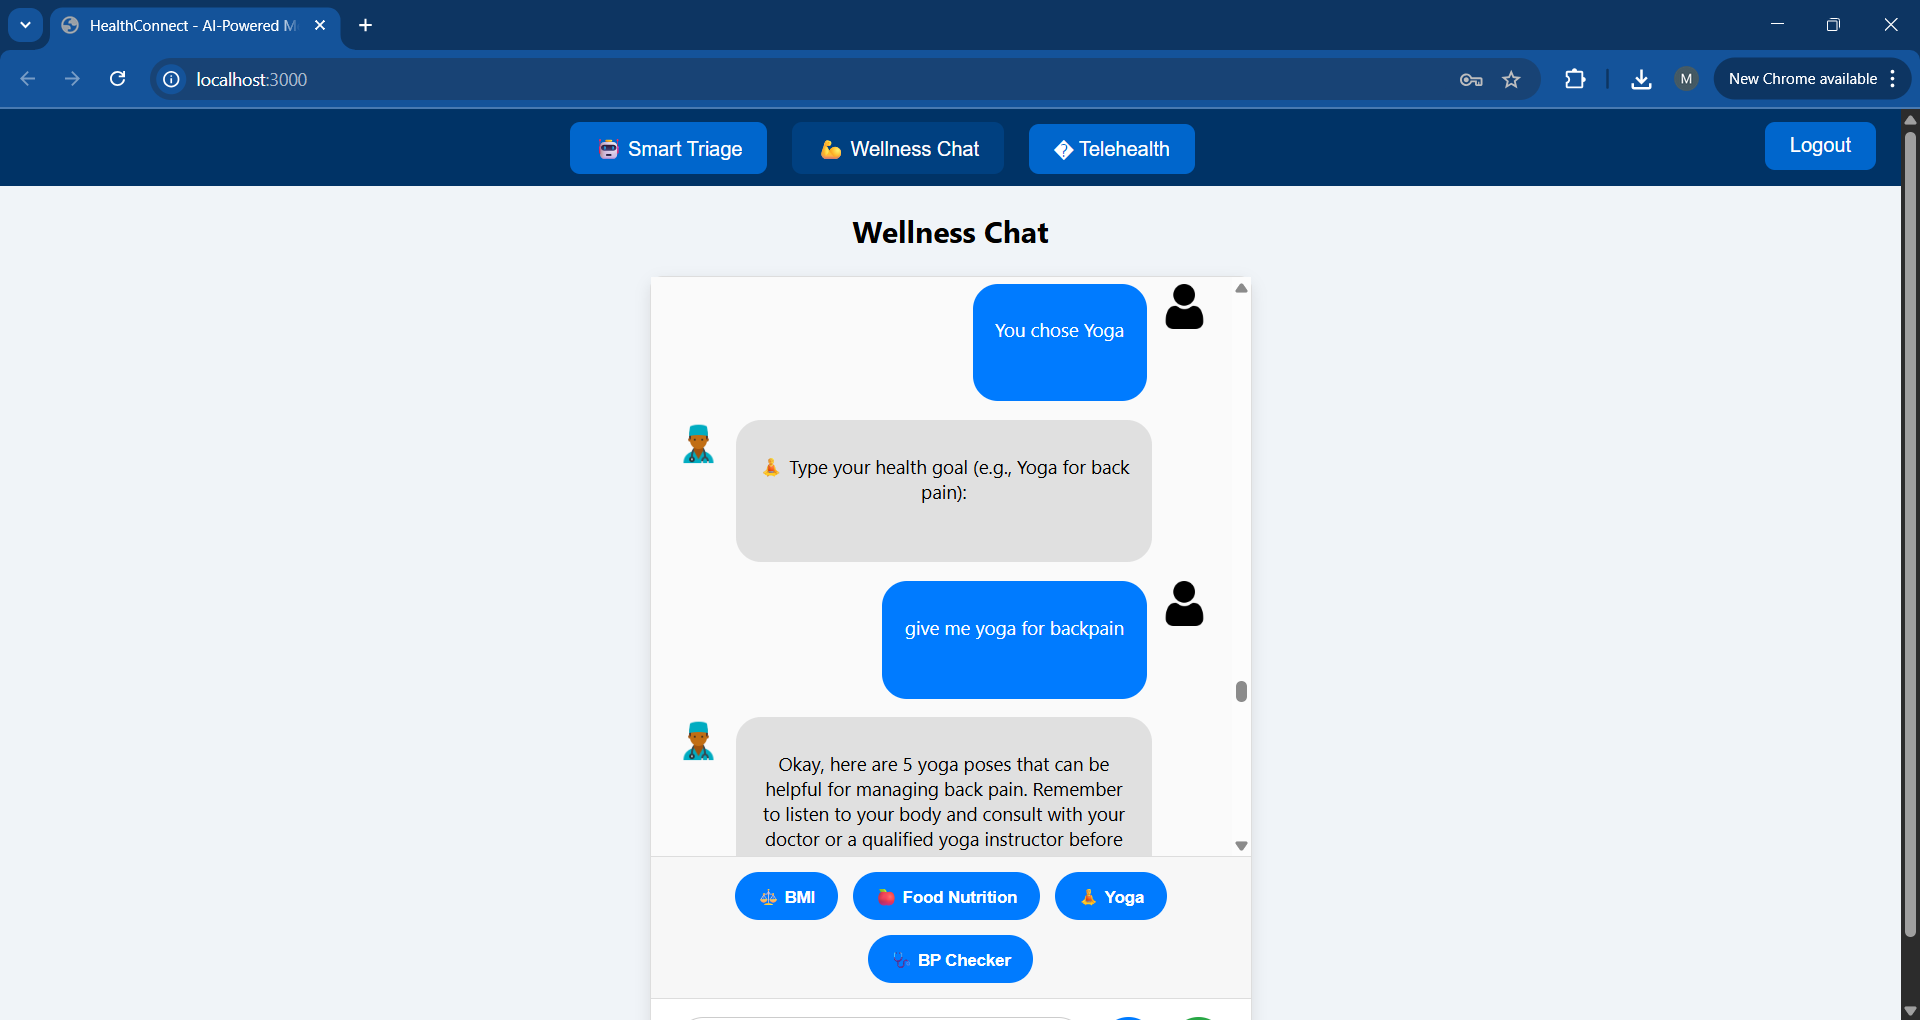 HealthConnect - AI-Powered M
localhost:3000
M
New Chrome available
Smart Triage
Wellness Chat
� Telehealth
Logout
Wellness Chat
You chose Yoga
Type your health goal (e.g., Yoga for back
pain):
give me yoga for backpain
Okay, here are 5 yoga poses that can be
helpful for managing back pain. Remember
to listen to your body and consult with your
doctor or a qualified yoga instructor before
BMI
Food Nutrition
Yoga
BP Checker